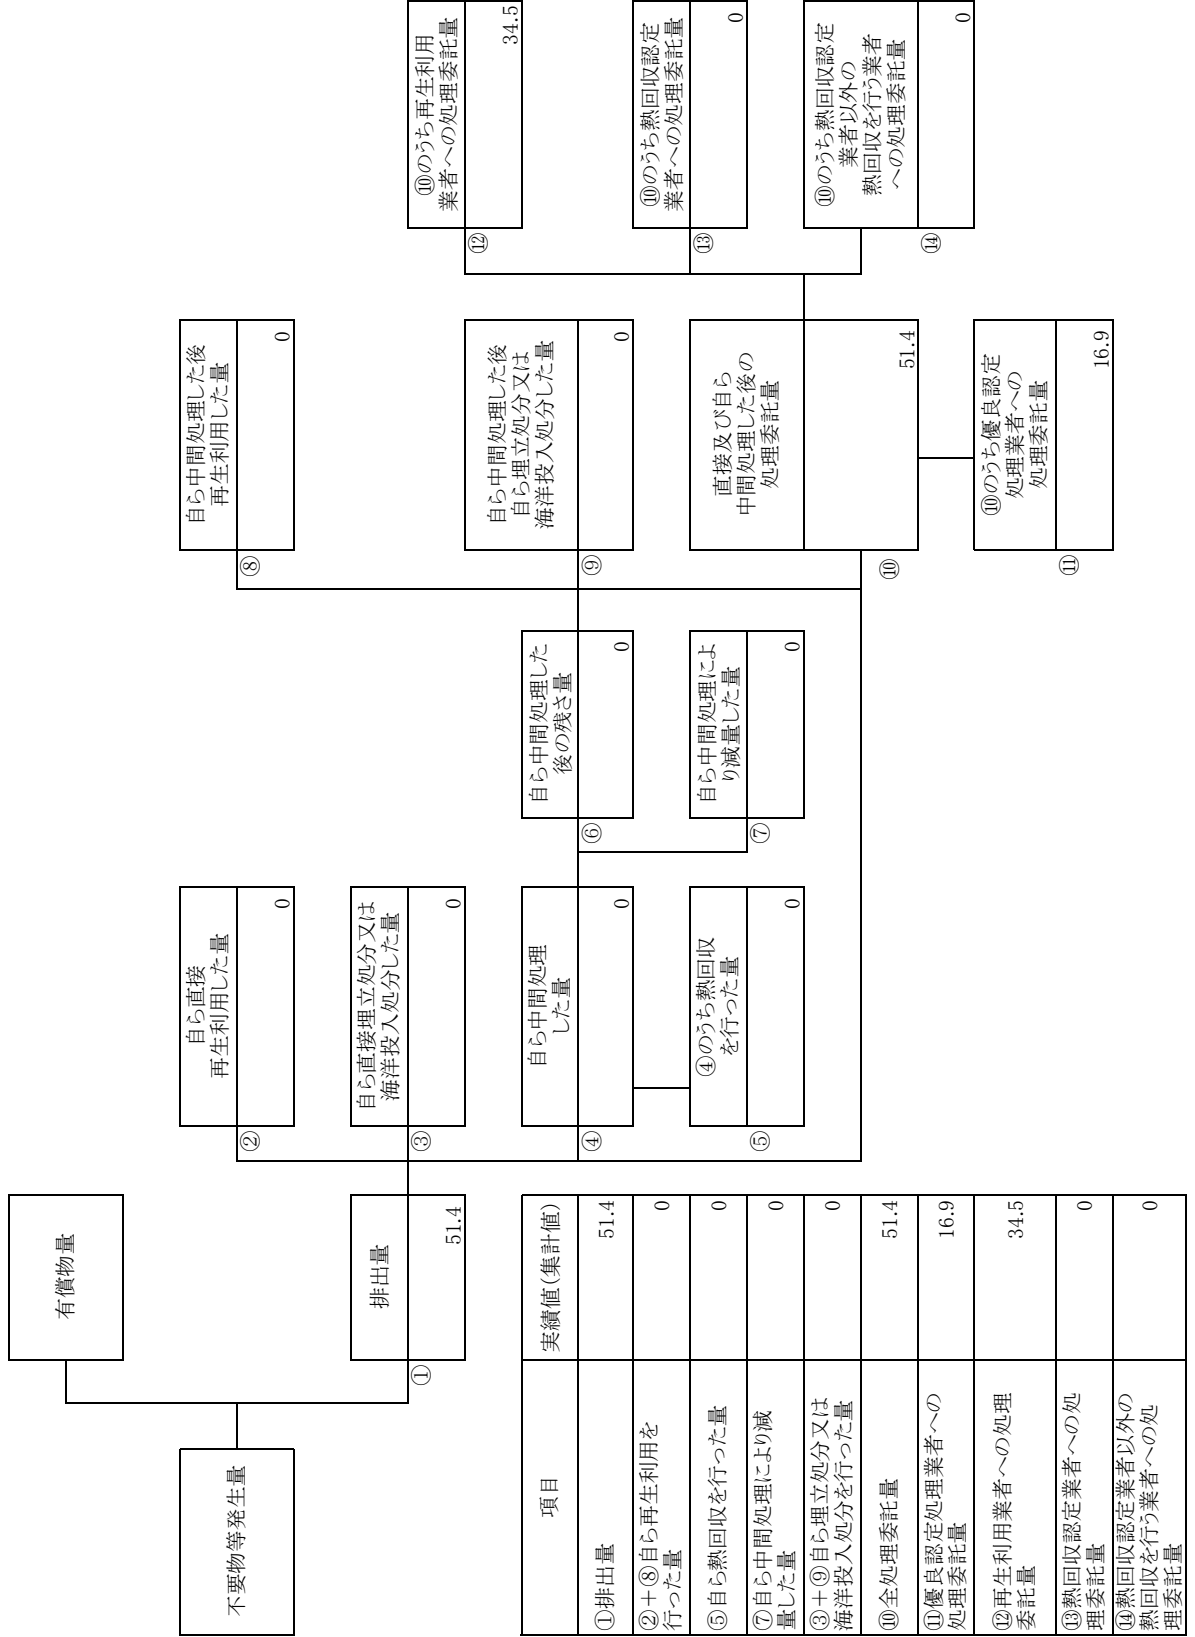 不要物等発生量
有償物量
①
排出量
51.4
②
自ら直接
再生利用した量
0
③
自ら直接埋立処分又は
海洋投入処分した量
0
④
自ら中間処理
した量
0
⑤
④のうち熱回収
を行った量
0
⑥
自ら中間処理した
後の残さ量
0
⑦
自ら中間処理によ
り減量した量
0
⑧
自ら中間処理した後
再生利用した量
0
⑨
自ら中間処理した後
自ら埋立処分又は
海洋投入処分した量
0
⑩
直接及び自ら
中間処理した後の
処理委託量
51.4
⑪
⑩のうち優良認定
処理業者への
処理委託量
16.9
⑫
⑩のうち再生利用
業者への処理委託量
34.5
⑬
⑩のうち熱回収認定
業者への処理委託量
0
⑭
⑩のうち熱回収認定
業者以外の
熱回収を行う業者
への処理委託量
0
項目
実績値(集計値)
①排出量
51.4
②+⑧自ら再生利用を
行った量
0
⑤自ら熱回収を行った量
0
⑦自ら中間処理により減
量した量
0
③+⑨自ら埋立処分又は
海洋投入処分を行った量
0
⑩全処理委託量
51.4
⑪優良認定処理業者への
処理委託量
16.9
⑫再生利用業者への処理
委託量
34.5
⑬熱回収認定業者への処
理委託量
0
⑭熱回収認定業者以外の
熱回収を行う業者への処
理委託量
0